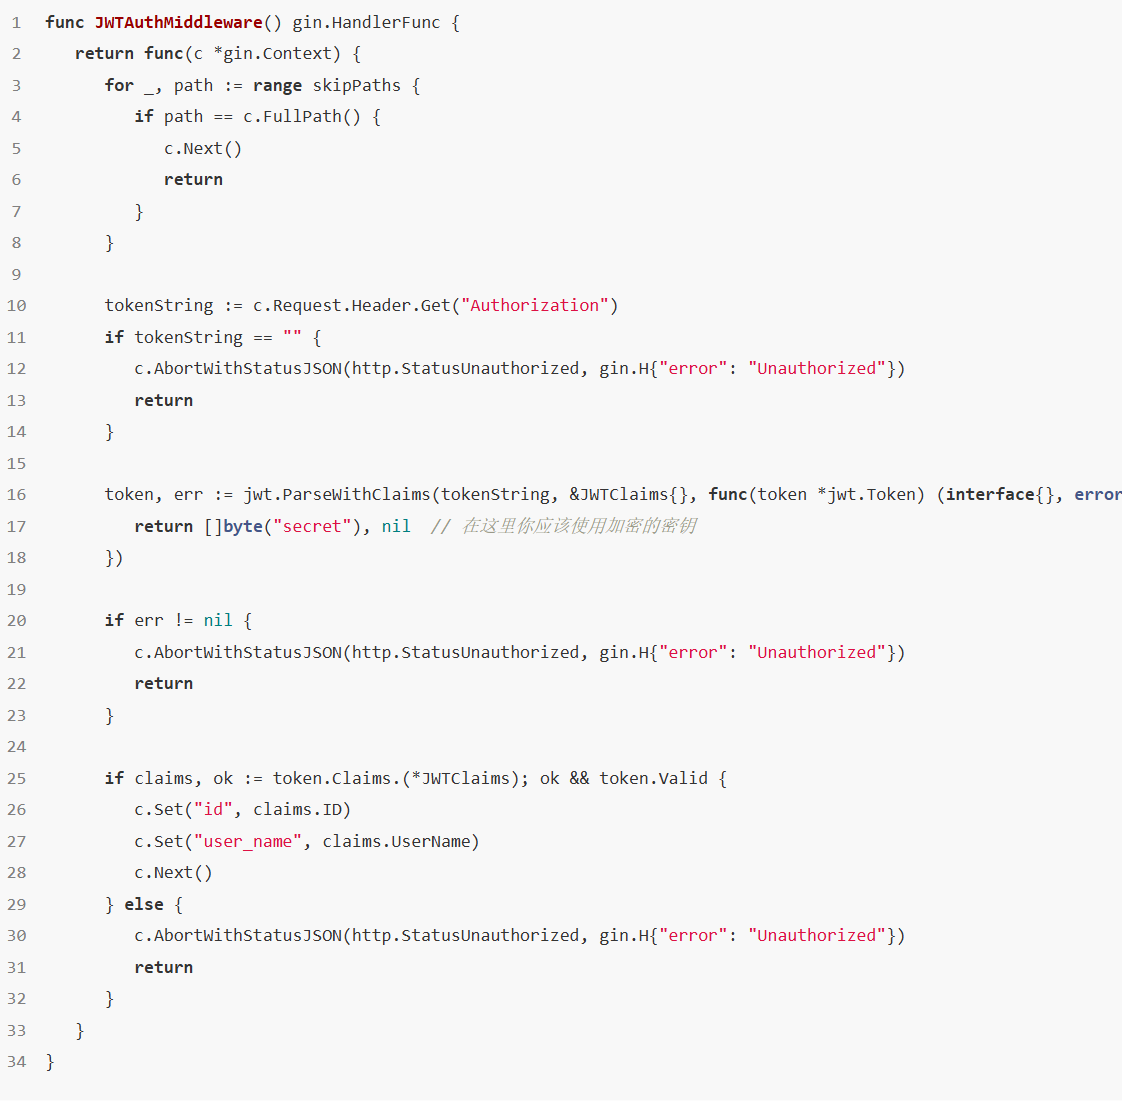 1 func JWTAuthMiddleware() gin.HandlerFunc {
2 return func(c *gin.Context) {
3 for _, path := range skipPaths {
4 if path == c.FullPath() {
5 c.Next()
6 return
7 }
8 }
9
10 tokenString := c.Request.Header.Get("Authorization")
11 if tokenString == "" {
12 c.AbortWithStatusJSON(http.StatusUnauthorized, gin.H{"error": "Unauthorized"})
13 return
14 }
15
16 token, err := jwt.ParseWithClaims(tokenString, &JWTClaims{}, func(token *jwt.Token) (interface{}, error
17 return []byte("secret"), nil // 在这里你应该使用加密的密钥
18 })
19
20 if err != nil {
21 c.AbortWithStatusJSON(http.StatusUnauthorized, gin.H{"error": "Unauthorized"})
22 return
23 }
24
25 if claims, ok := token.Claims.(*JWTClaims); ok && token.Valid {
26 c.Set("id", claims.ID)
27 c.Set("user_name", claims.UserName)
28 c.Next()
29 } else {
30 c.AbortWithStatusJSON(http.StatusUnauthorized, gin.H{"error": "Unauthorized"})
31 return
32 }
33 }
34 }